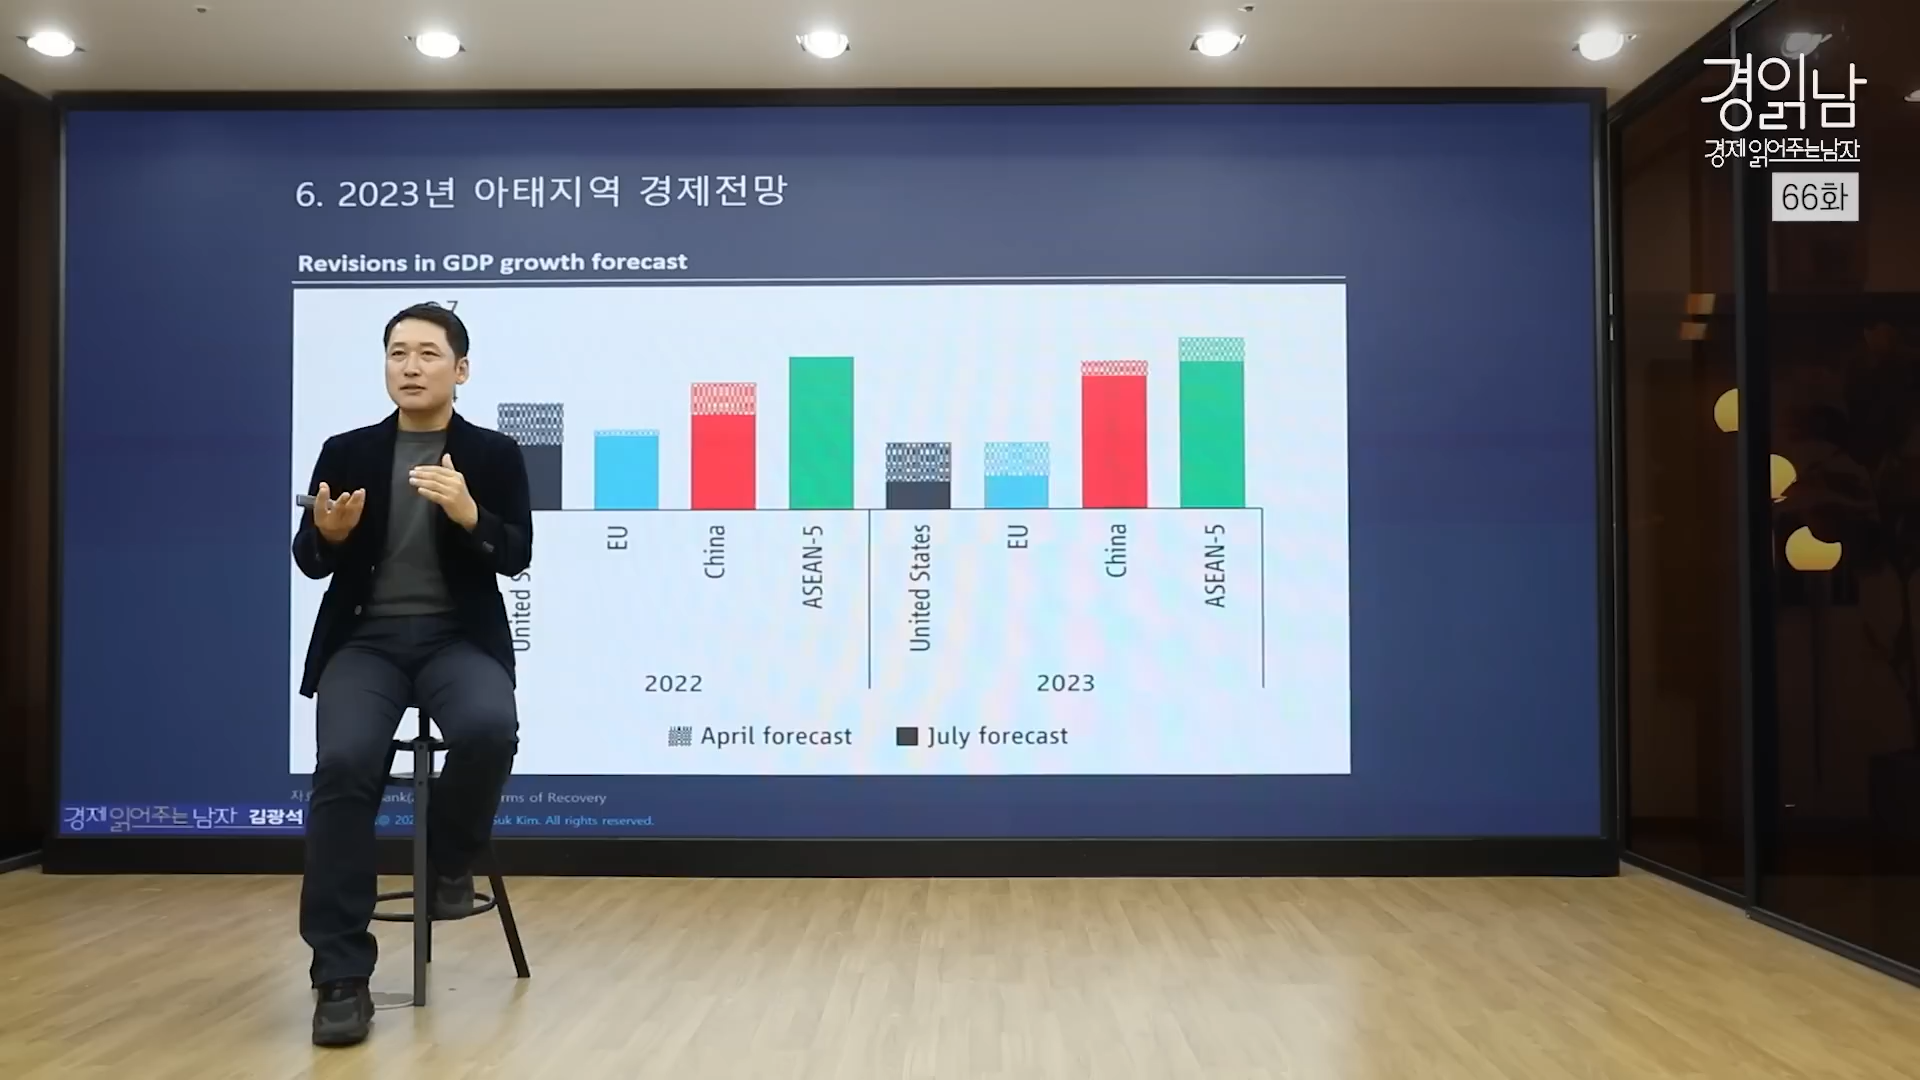 경읽남
경제 읽어주는 남자
66화
6. 2023년 아태지역 경제전망
Revisions in GDP growth forecast
EU
China
ASEAN-5
United States
EU
China
ASEAN-5
2022
2023
April forecast
July forecast
of Recovery
경제 읽어주는 남자 김광석
Kim. All rights reserved.